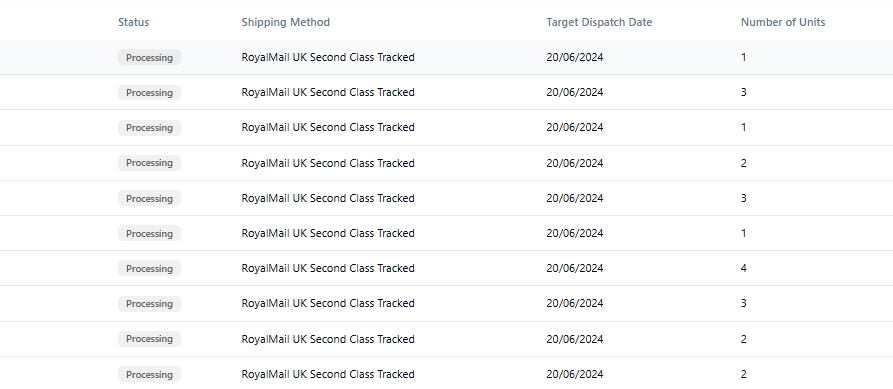 Status Shipping Method Target Dispatch Date Number of Units
Processing RoyalMail UK Second Class Tracked 20/06/2024 1
Processing RoyalMail UK Second Class Tracked 20/06/2024 3
Processing RoyalMail UK Second Class Tracked 20/06/2024 1
Processing RoyalMail UK Second Class Tracked 20/06/2024 2
Processing RoyalMail UK Second Class Tracked 20/06/2024 3
Processing RoyalMail UK Second Class Tracked 20/06/2024 1
Processing RoyalMail UK Second Class Tracked 20/06/2024 4
Processing RoyalMail UK Second Class Tracked 20/06/2024 3
Processing RoyalMail UK Second Class Tracked 20/06/2024 2
Processing RoyalMail UK Second Class Tracked 20/06/2024 2